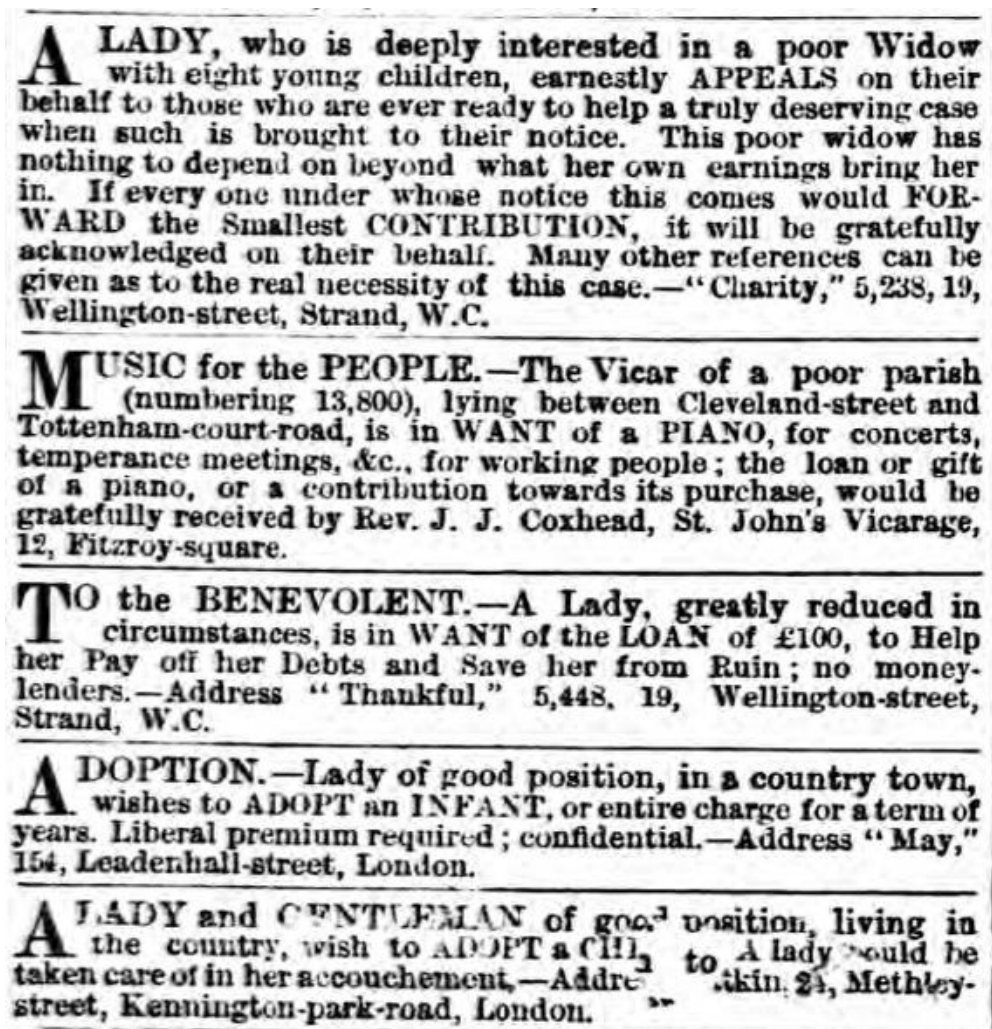 A LADY, who is deeply interested in a poor Widow
with eight young children, earnestly APPEALS on their
behalf to those who are ever ready to help a truly deserving case
when such is brought to their notice. This poor widow has
nothing to depend on beyond what her own earnings bring her
in. If every one under whose notice this comes would FOR-
WARD the Smallest CONTRIBUTION, it will be gratefully
acknowledged on their behalf. Many other references can be
given as to the real necessity of this case.—"Charity," 5,238, 19,
Wellington-street, Strand, W.C.
MUSIC for the PEOPLE.—The Vicar of a poor parish
(numbering 13,800), lying between Cleveland-street and
Tottenham-court-road, is in WANT of a PIANO, for concerts,
temperance meetings, &c., for working people; the loan or gift
of a piano, or a contribution towards its purchase, would be
gratefully received by Rev. J. J. Coxhead, St. John's Vicarage,
12, Fitzroy-square.
TO the BENEVOLENT.—A Lady, greatly reduced in
circumstances, is in WANT of the LOAN of £100, to Help
her Pay off her Debts and Save her from Ruin; no money-
lenders.—Address "Thankful," 5,448, 19, Wellington-street,
Strand, W.C.
ADOPTION.—Lady of good position, in a country town,
wishes to ADOPT an INFANT, or entire charge for a term of
years. Liberal premium required; confidential.—Address "May,"
154, Leadenhall-street, London.
A LADY and GENTLEMAN of good position, living in
the country, wish to ADOPT a A lady could be
taken care of in her accouchement,—Methley-
street, Kennington-park-road, London.